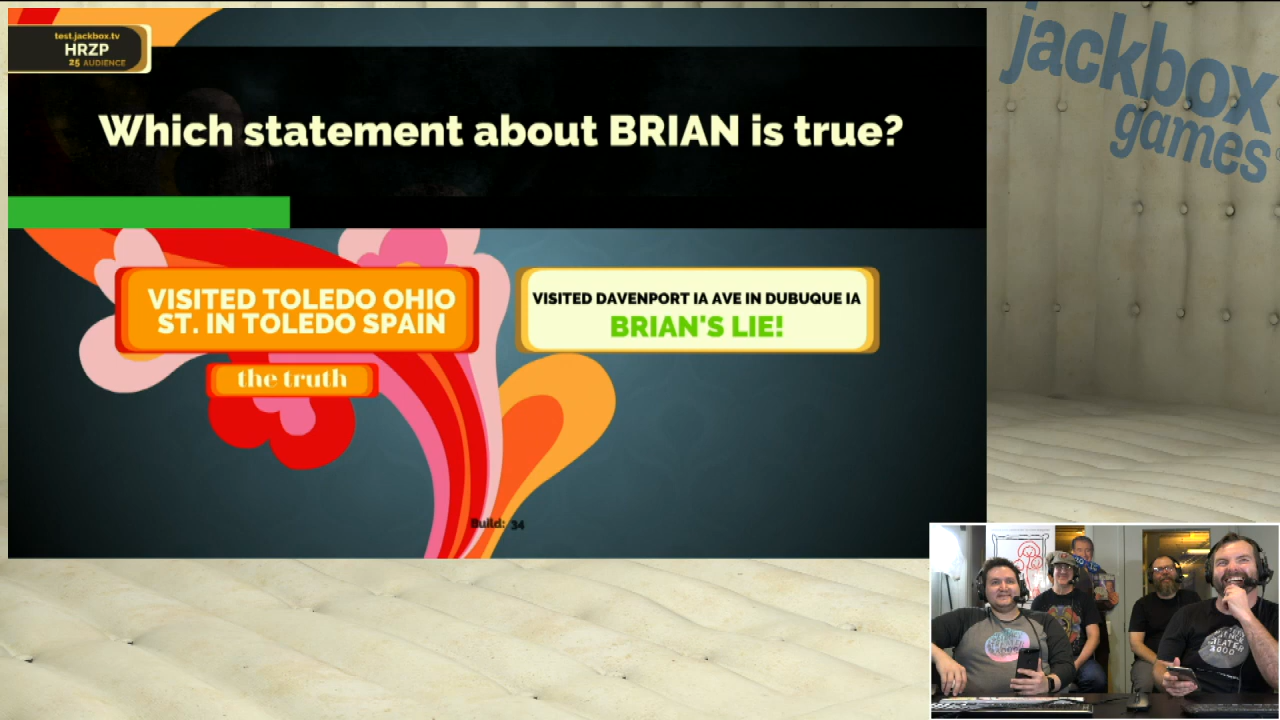 test.jackbox.tv
HRZP
25 AUDIENCE
jackbox
games
Which statement about BRIAN is true?
VISITED TOLEDO OHIO
ST. IN TOLEDO SPAIN
the truth
VISITED DAVENPORT IA AVE IN DUBUQUE IA
BRIAN'S LIE!
Build: 34